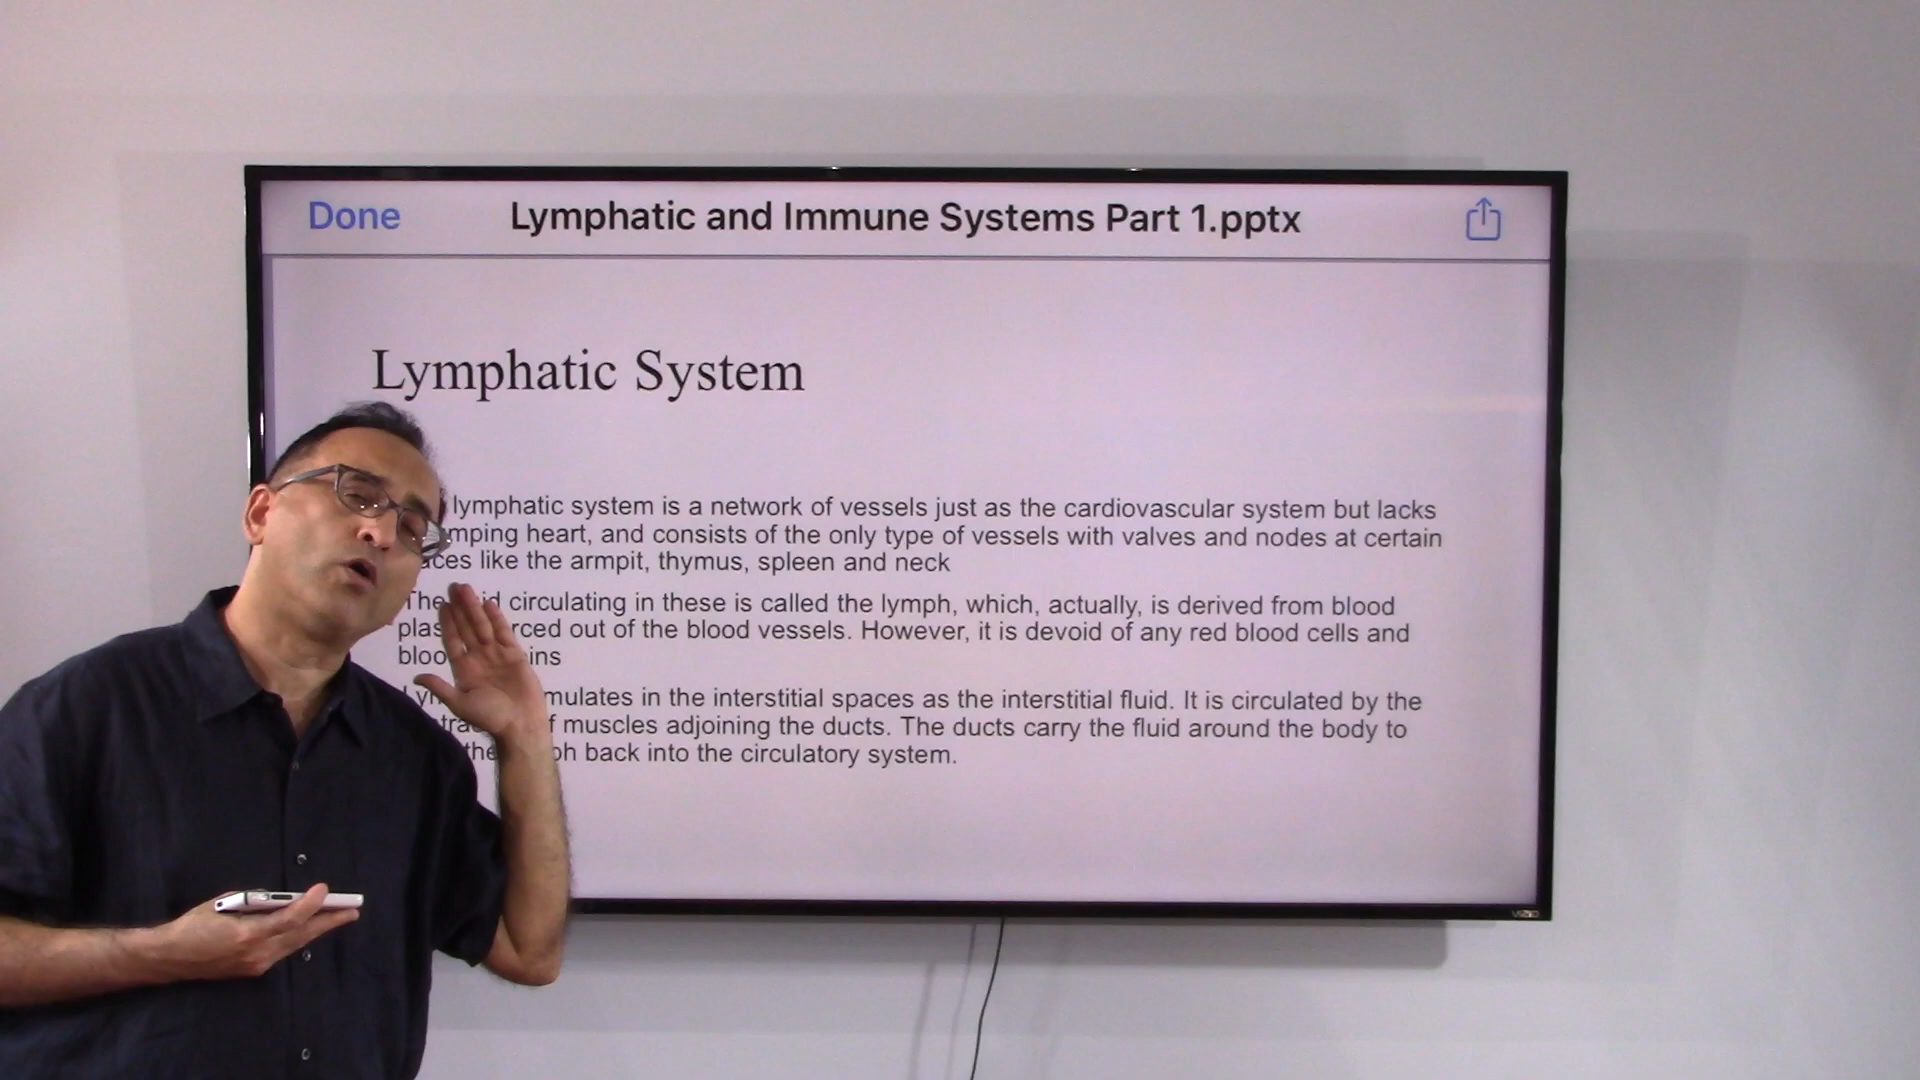 Done Lymphatic and Immune Systems Part 1.pptx
Lymphatic System
lymphatic system is a network of vessels just as the cardiovascular system but lacks
heart, and consists of the only type of vessels with valves and nodes at certain
like the armpit, thymus, spleen and neck
The circulating in these is called the lymph, which, actually, is derived from blood
out of the blood vessels. However, it is devoid of any red blood cells and
in the interstitial spaces as the interstitial fluid. It is circulated by the
muscles adjoining the ducts. The ducts carry the fluid around the body to
back into the circulatory system.
VIZIO